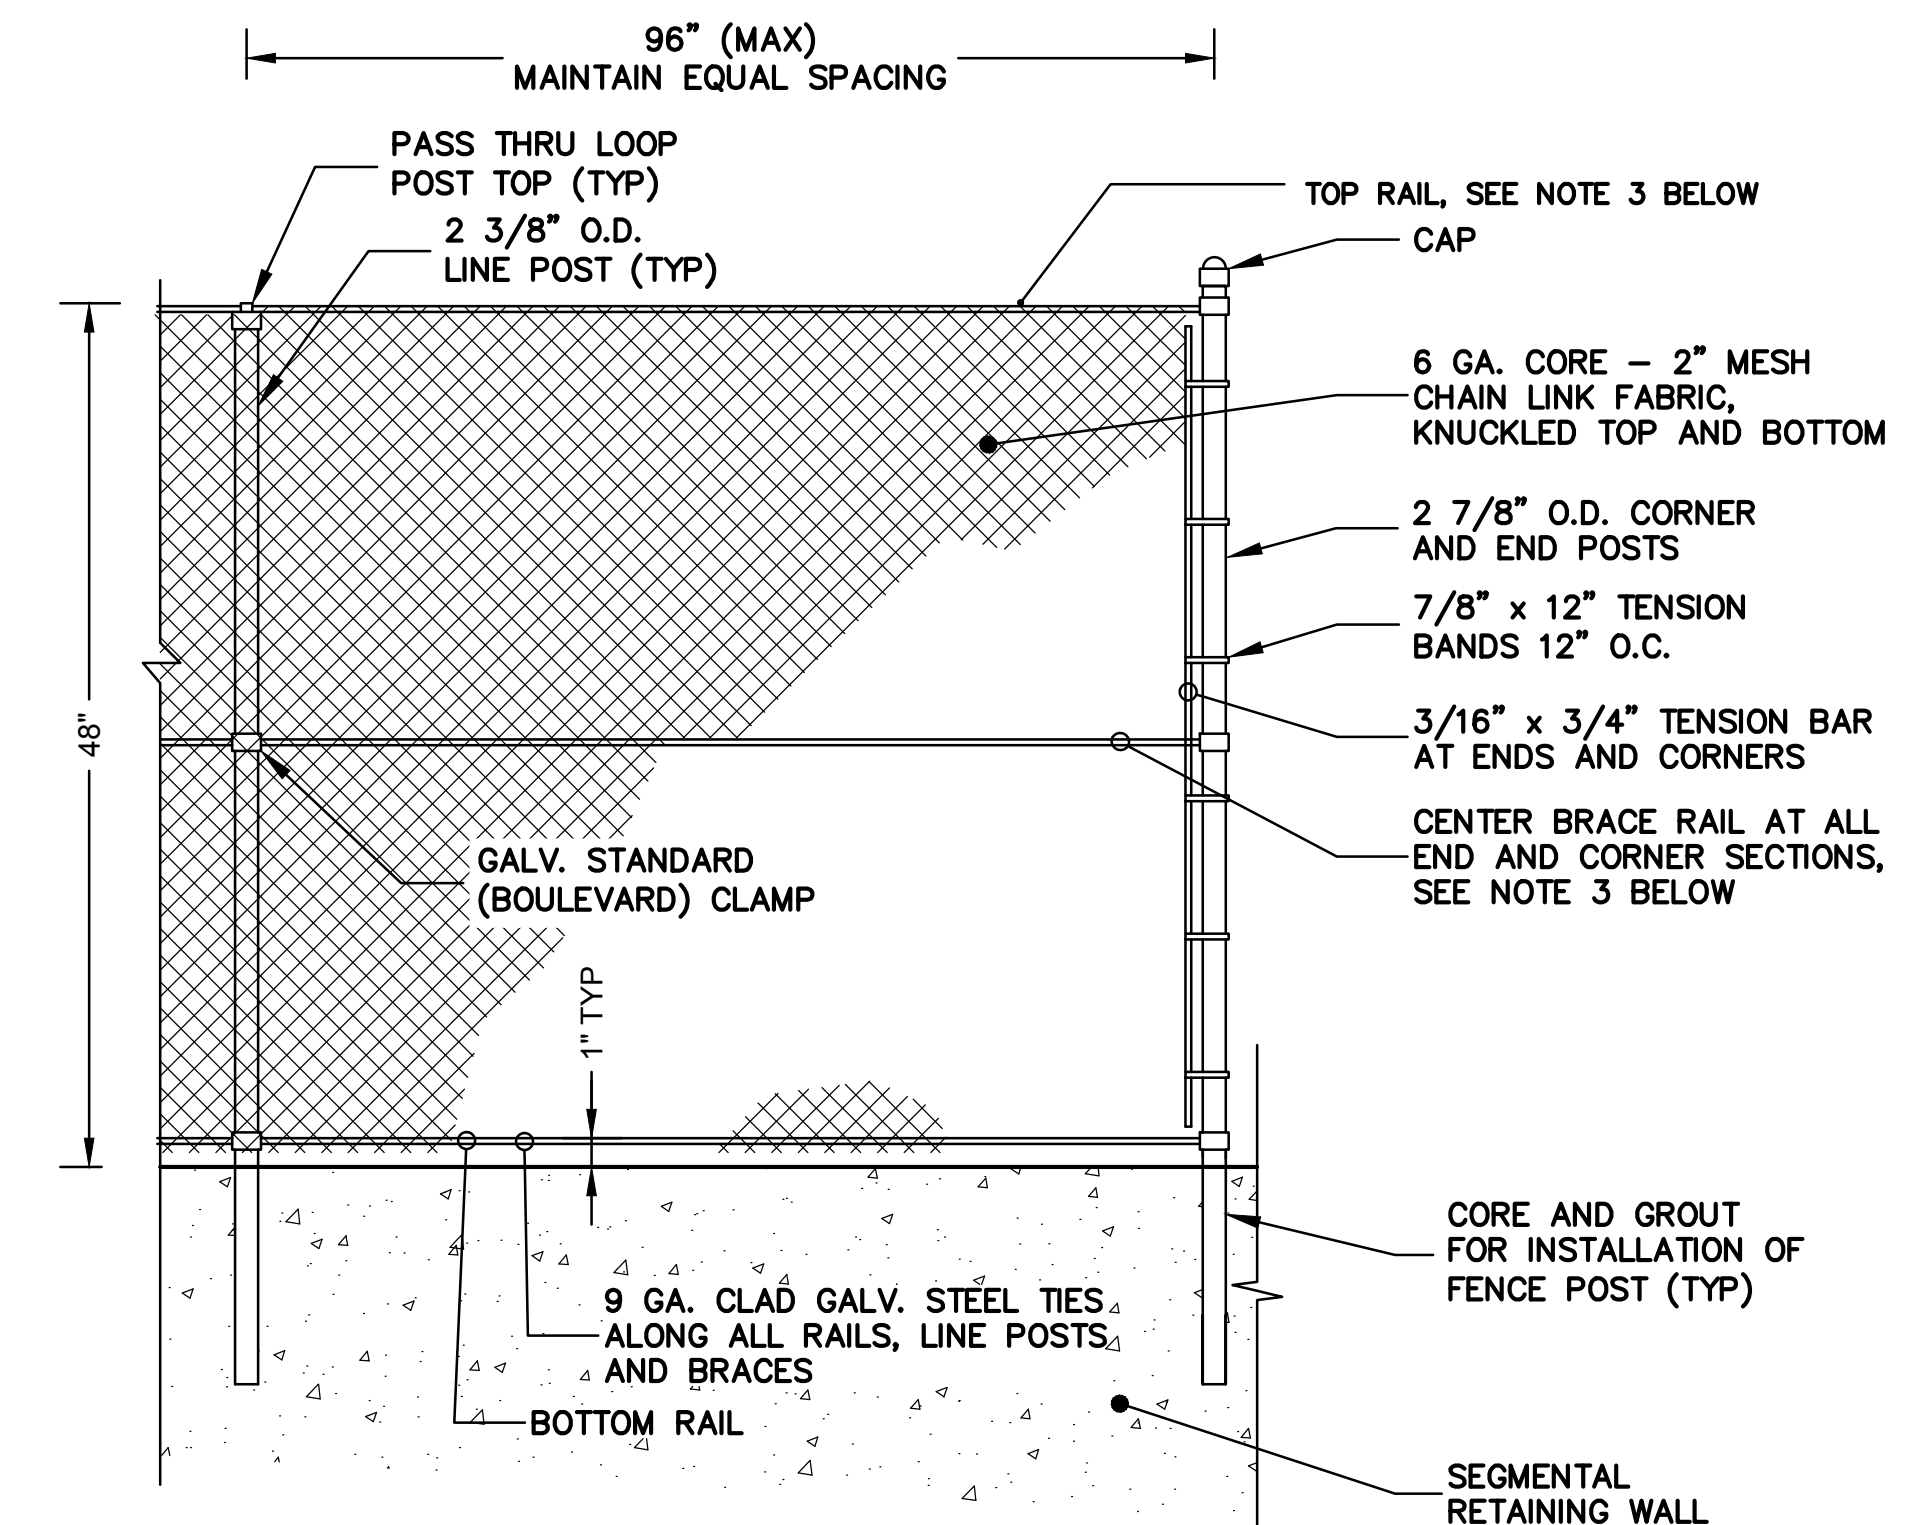 96" (MAX)
MAINTAIN EQUAL SPACING
PASS THRU LOOP
POST TOP (TYP)
2 3/8" O.D.
LINE POST (TYP)
TOP RAIL, SEE NOTE 3 BELOW
CAP
6 GA. CORE – 2" MESH
CHAIN LINK FABRIC,
KNUCKLED TOP AND BOTTOM
2 7/8" O.D. CORNER
AND END POSTS
7/8" x 12" TENSION
BANDS 12" O.C.
48"
3/16" x 3/4" TENSION BAR
AT ENDS AND CORNERS
CENTER BRACE RAIL AT ALL
END AND CORNER SECTIONS,
SEE NOTE 3 BELOW
GALV. STANDARD
(BOULEVARD) CLAMP
1" TYP
CORE AND GROUT
FOR INSTALLATION OF
FENCE POST (TYP)
9 GA. CLAD GALV. STEEL TIES
ALONG ALL RAILS, LINE POSTS
AND BRACES
BOTTOM RAIL
SEGMENTAL
RETAINING WALL